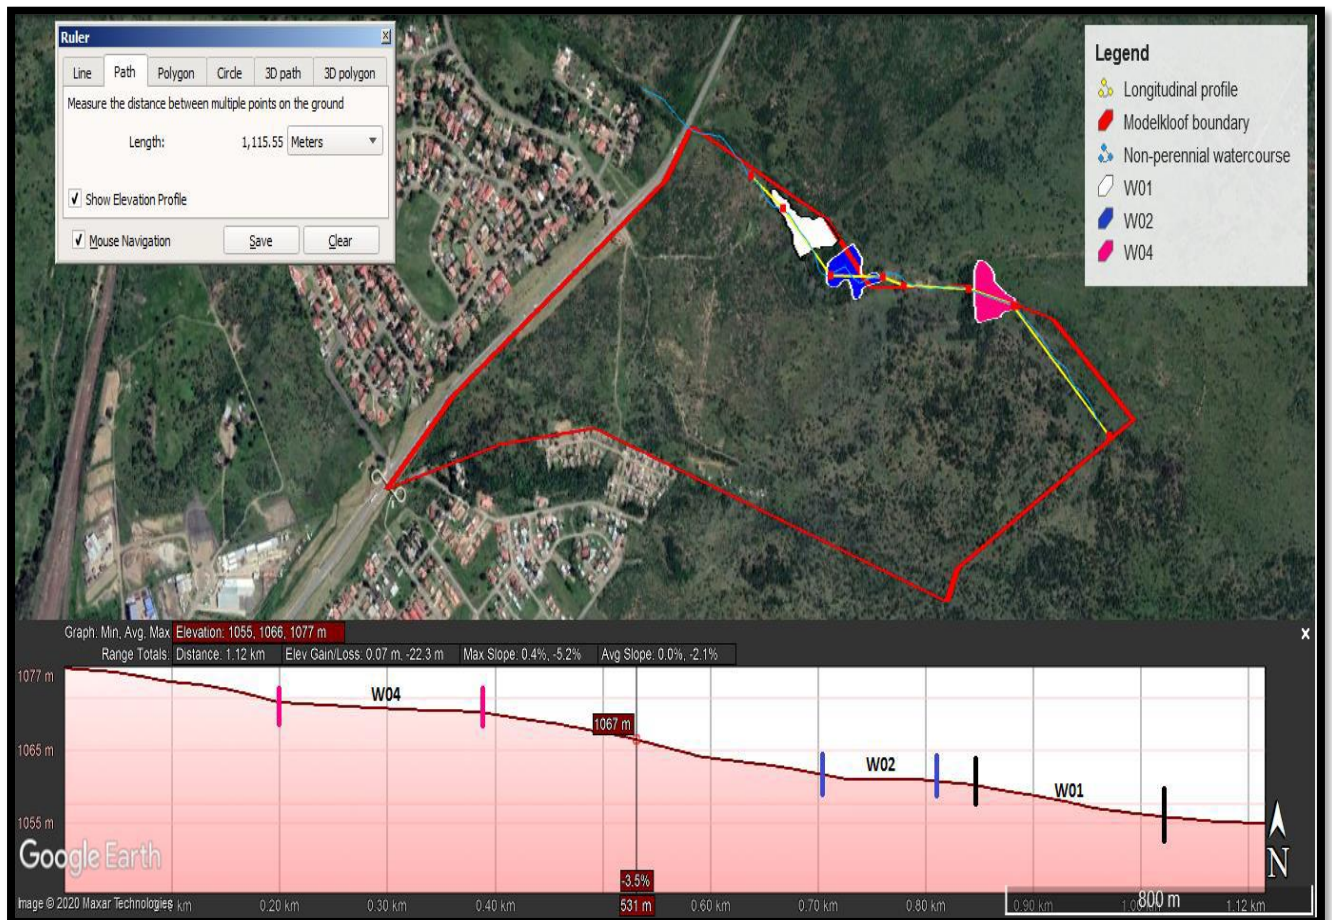 Ruler
Line Path Polygon Circle 3D path 3D polygon
Measure the distance between multiple points on the ground
Length: 1,115.55 Meters
Show Elevation Profile
Mouse Navigation Save Clear
Legend
Longitudinal profile
Modelkloof boundary
Non-perennial watercourse
W01
W02
W04
Graph: Min, Avg, Max Elevation: 1055, 1066, 1077 m
Range Totals: Distance: 1.12 km Elev Gain/Loss: 0.07 m, -22.3 m Max Slope: 0.4%, -5.2% Avg Slope: 0.0%, -2.1%
1077 m
W04
1067 m
1065 m
W02
W01
1055 m
Google Earth
N
-3.5%
Image © 2020 Maxar Technologies km 0.20 km 0.30 km 0.40 km 531 m 0.60 km 0.70 km 0.80 km 0.90 km 800 m 1.12 km